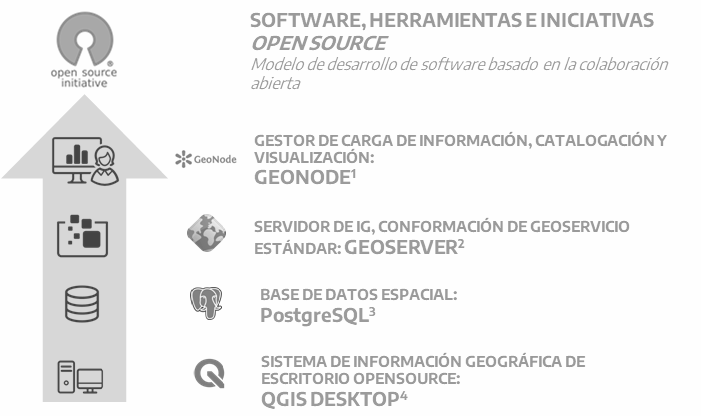 SOFTWARE, HERRAMIENTAS E INICIATIVAS
OPEN SOURCE
Modelo de desarrollo de software basado en la colaboración
abierta
open source
initiative
GESTOR DE CARGA DE INFORMACIÓN, CATALOGACIÓN Y
VISUALIZACIÓN:
GeoNode
GEONODE¹
SERVIDOR DE IG, CONFORMACIÓN DE GEOSERVICIO
ESTÁNDAR: GEOSERVER²
BASE DE DATOS ESPACIAL:
PostgreSQL³
SISTEMA DE INFORMACIÓN GEOGRÁFICA DE
ESCRITORIO OPENSOURCE:
QGIS DESKTOP⁴